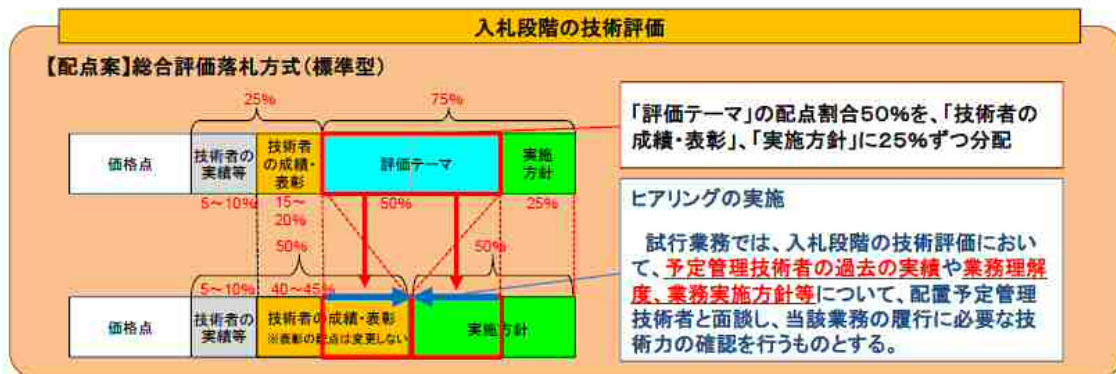 入札段階の技術評価
【配点案】総合評価落札方式(標準型)
25%
75%
価格点
技術者の
実績等
技術者
の成績・
表彰
評価テーマ
実施
方針
5~10%
15~
20%
50%
25%
50%
50%
5~10%
40~45%
価格点
技術者の
実績等
技術者の成績・表彰
※表彰の配点は変更しない
実施方針
「評価テーマ」の配点割合50%を、「技術者の
成績・表彰」、「実施方針」に25%ずつ分配
ヒアリングの実施
試行業務では、入札段階の技術評価におい
て、予定管理技術者の過去の実績や業務理解
度、業務実施方針等について、配置予定管理
技術者と面談し、当該業務の履行に必要な技
術力の確認を行うものとする。